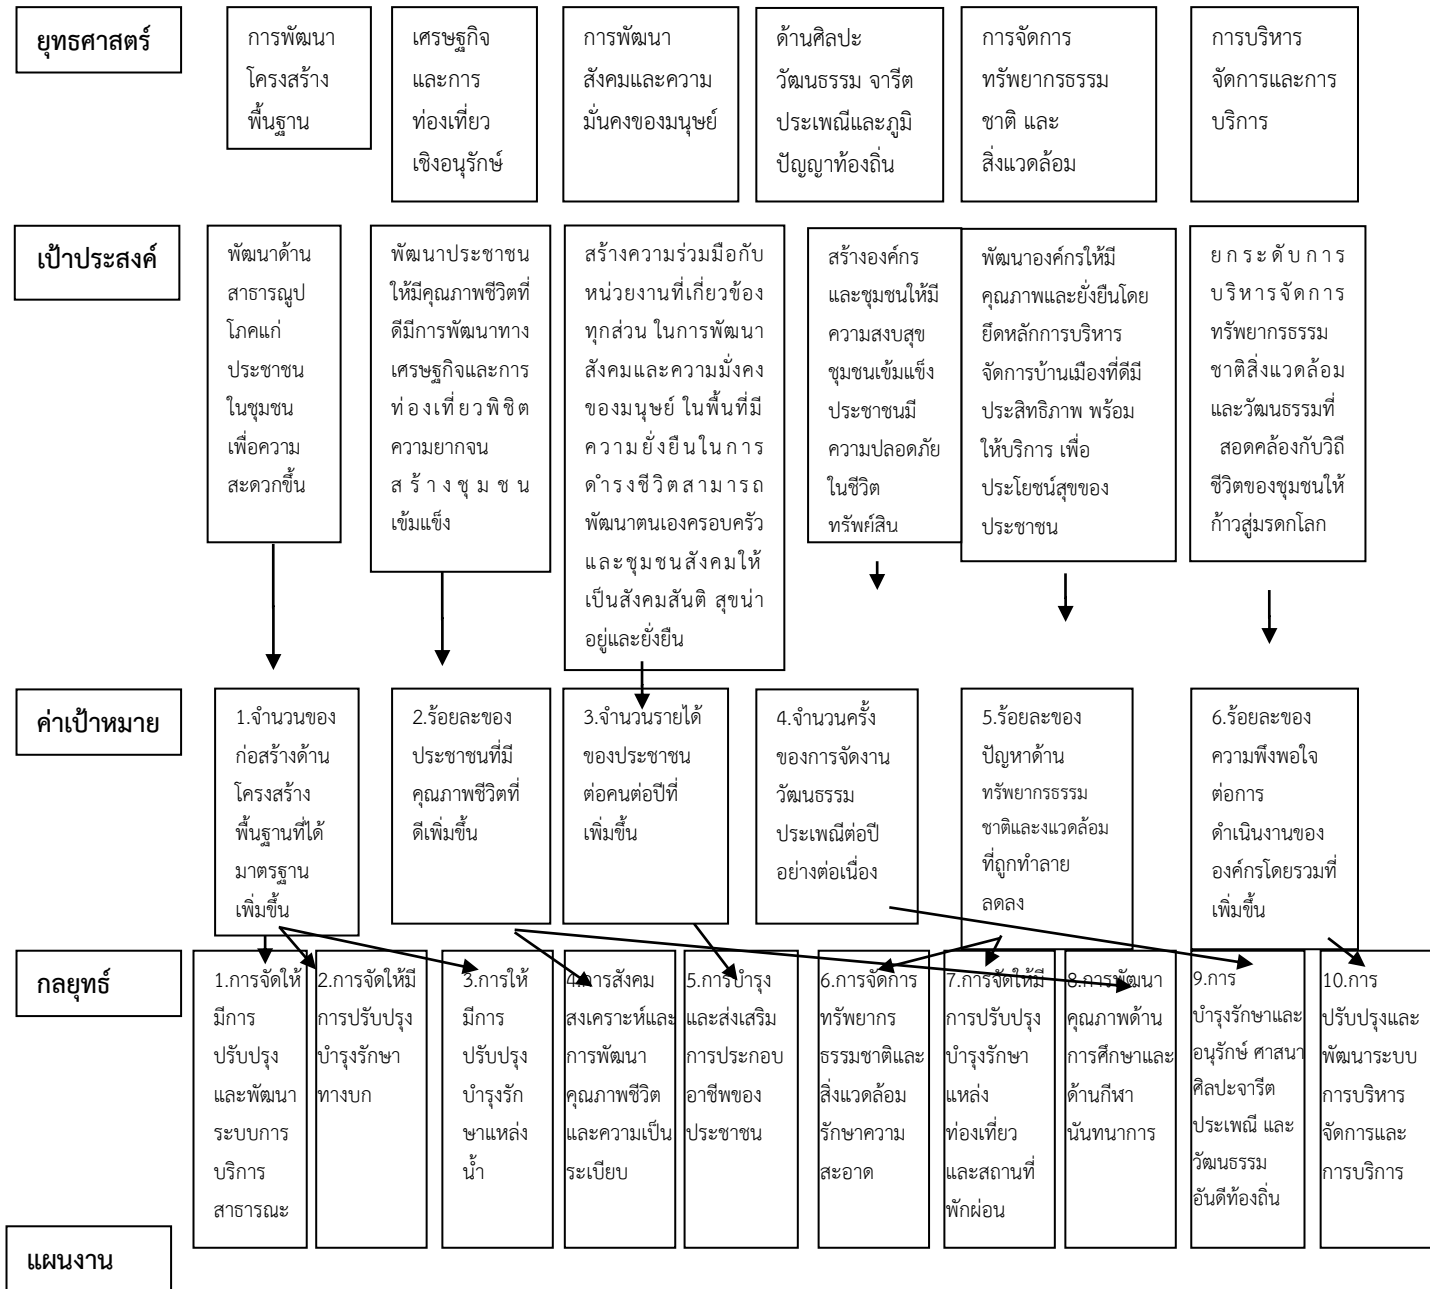 ยุทธศาสตร์
การพัฒนา
โครงสร้าง
พื้นฐาน
เศรษฐกิจ
และการ
ท่องเที่ยว
เชิงอนุรักษ์
การพัฒนา
สังคมและความ
มั่นคงของมนุษย์
ด้านศิลปะ
วัฒนธรรม จารีต
ประเพณีและภูมิ
ปัญญาท้องถิ่น
การจัดการ
ทรัพยากรธรรม
ชาติ และ
สิ่งแวดล้อม
การบริหาร
จัดการและการ
บริการ
เป้าประสงค์
พัฒนาด้าน
สาธารณูป
โภคแก่
ประชาชน
ในชุมชน
เพื่อความ
สะดวกขึ้น
พัฒนาประชาชน
ให้มีคุณภาพชีวิตที่
ดีมีการพัฒนาทาง
เศรษฐกิจและการ
ท่องเที่ยวพิชิต
ความยากจน
สร้างชุมชน
เข้มแข็ง
สร้างความร่วมมือกับ
หน่วยงานที่เกี่ยวข้อง
ทุกส่วน ในการพัฒนา
สังคมและความมั่งคง
ของมนุษย์ ในพื้นที่มี
ความยั่งยืนในการ
ดำรงชีวิตสามารถ
พัฒนาตนเองครอบครัว
และชุมชนสังคมให้
เป็นสังคมสันติ สุขน่า
อยู่และยั่งยืน
สร้างองค์กร
และชุมชนให้มี
ความสงบสุข
ชุมชนเข้มแข็ง
ประชาชนมี
ความปลอดภัย
ในชีวิต
ทรัพย์สิน
พัฒนาองค์กรให้มี
คุณภาพและยั่งยืนโดย
ยึดหลักการบริหาร
จัดการบ้านเมืองที่ดีมี
ประสิทธิภาพ พร้อม
ให้บริการ เพื่อ
ประโยชน์สุขของ
ประชาชน
ยกระดับการ
บริหารจัดการ
ทรัพยากรธรรม
ชาติสิ่งแวดล้อม
และวัฒนธรรมที่
สอดคล้องกับวิถี
ชีวิตของชุมชนให้
ก้าวสู่มรดกโลก
ค่าเป้าหมาย
1.จำนวนของ
ก่อสร้างด้าน
โครงสร้าง
พื้นฐานที่ได้
มาตรฐาน
เพิ่มขึ้น
2.ร้อยละของ
ประชาชนที่มี
คุณภาพชีวิตที่
ดีเพิ่มขึ้น
3.จำนวนรายได้
ของประชาชน
ต่อคนต่อปีที่
เพิ่มขึ้น
4.จำนวนครั้ง
ของการจัดงาน
วัฒนธรรม
ประเพณีต่อปี
อย่างต่อเนื่อง
5.ร้อยละของ
ปัญหาด้าน
ทรัพยากรธรรม
ชาติและงแวดล้อม
ที่ถูกทำลาย
ลดลง
6.ร้อยละของ
ความพึงพอใจ
ต่อการ
ดำเนินงานของ
องค์กรโดยรวมที่
เพิ่มขึ้น
กลยุทธ์
1.การจัดให้
มีการ
ปรับปรุง
และพัฒนา
ระบบการ
บริการ
สาธารณะ
2.การจัดให้มี
การปรับปรุง
บำรุงรักษา
ทางบก
3.การให้
มีการ
ปรับปรุง
บำรุงรัก
ษาแหล่ง
น้ำ
4.การสังคม
สงเคราะห์และ
การพัฒนา
คุณภาพชีวิต
และความเป็น
ระเบียบ
5.การบำรุง
และส่งเสริม
การประกอบ
อาชีพของ
ประชาชน
6.การจัดการ
ทรัพยากร
ธรรมชาติและ
สิ่งแวดล้อม
รักษาความ
สะอาด
7.การจัดให้มี
การปรับปรุง
บำรุงรักษา
แหล่ง
ท่องเที่ยว
และสถานที่
พักผ่อน
8.การพัฒนา
คุณภาพด้าน
การศึกษาและ
ด้านกีฬา
นันทนาการ
9.การ
บำรุงรักษาและ
อนุรักษ์ ศาสนา
ศิลปะจารีต
ประเพณี และ
วัฒนธรรม
อันดีท้องถิ่น
10.การ
ปรับปรุงและ
พัฒนาระบบ
การบริหาร
จัดการและ
การบริการ
แผนงาน